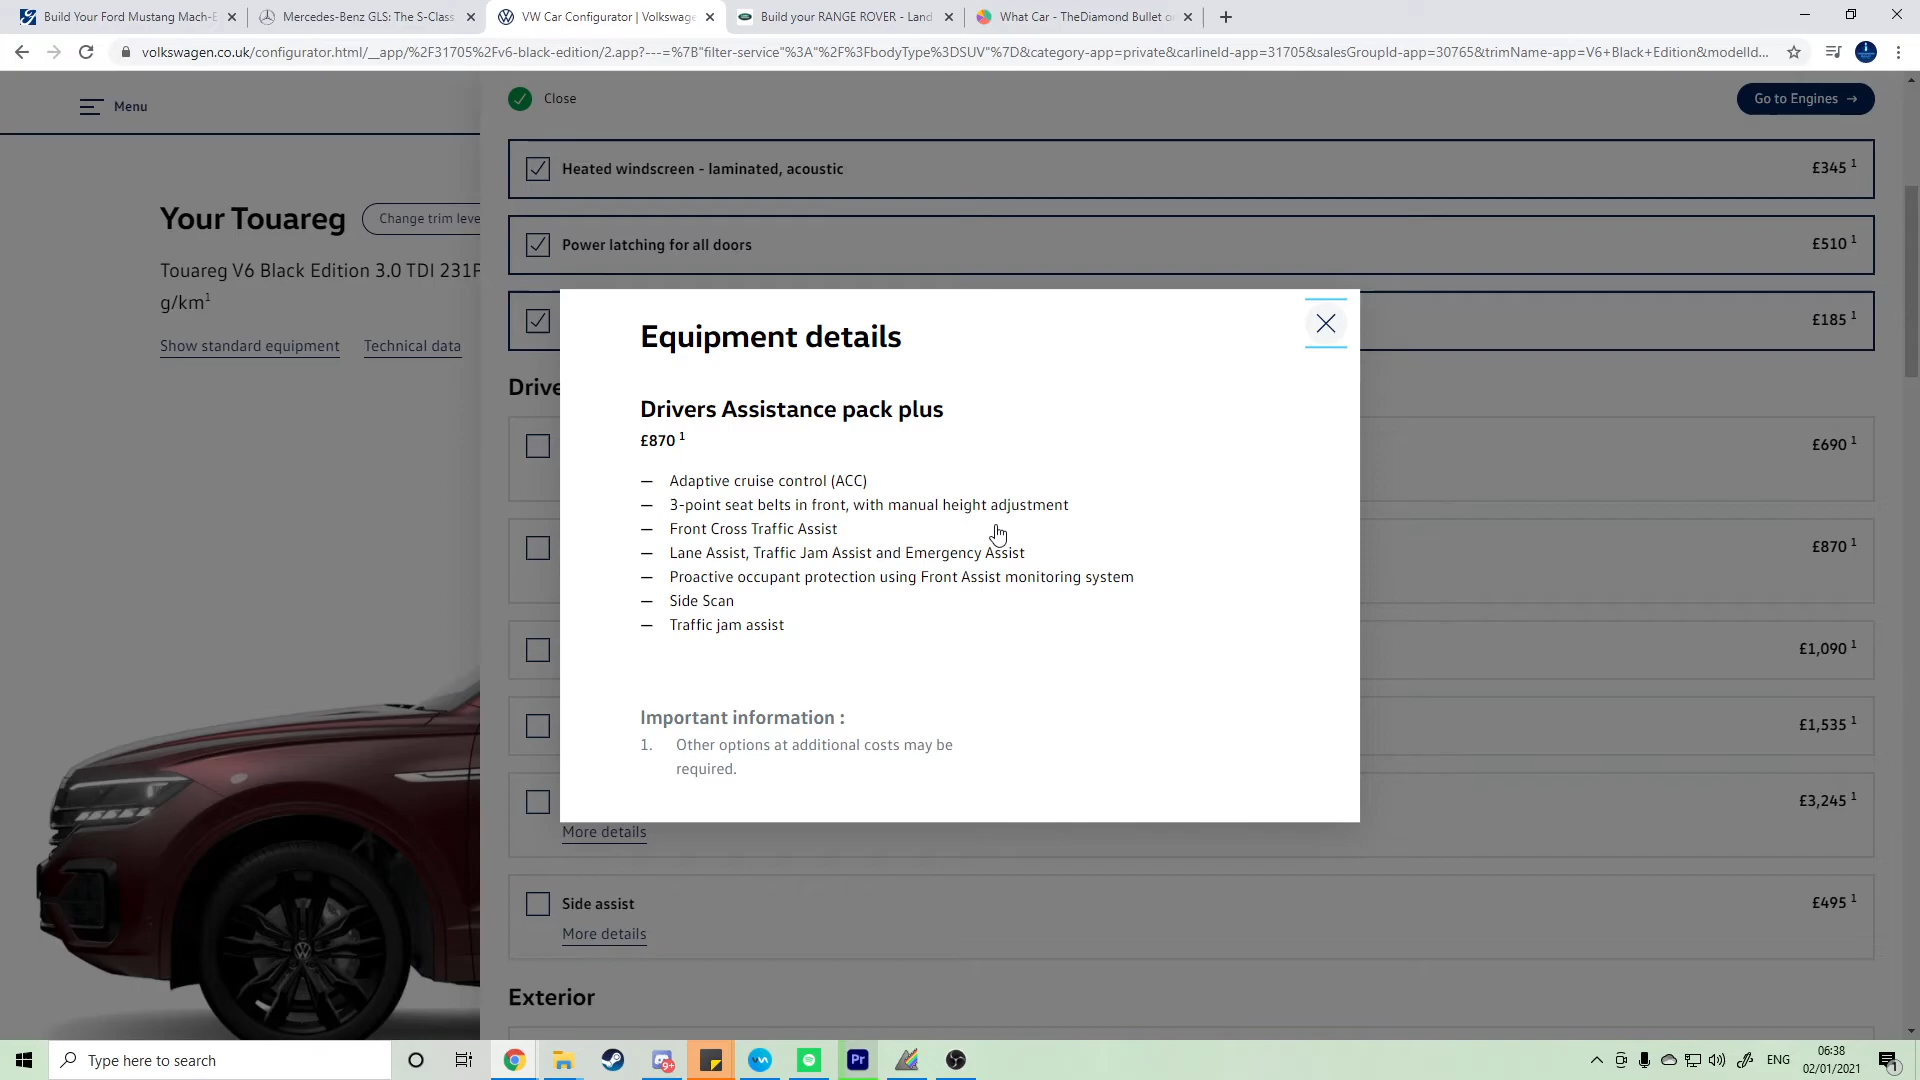 Build Your Ford Mustang Mach-E
Mercedes-Benz GLS: The S-Class
VW Car Configurator | Volkswage
Build your RANGE ROVER - Land
What Car - TheDiamond Bullet o
volkswagen.co.uk/configurator.html/__app/%2F31705%2Fv6-black-edition/2.app?---=%7B"filter-service"%3A"%2F%3FbodyType%3DSUV"%7D&category-app=private&carlineId-app=31705&salesGroupId-app=30765&trimName-app=V6+Black+Edition&modelId...
Menu
Close
Go to Engines →
Heated windscreen - laminated, acoustic
£345 1
Your Touareg
Change trim leve
Power latching for all doors
£510 1
Touareg V6 Black Edition 3.0 TDI 231P
g/km1
£185 1
Show standard equipment
Technical data
Drive
Equipment details
Drivers Assistance pack plus
£870 1
— Adaptive cruise control (ACC)
— 3-point seat belts in front, with manual height adjustment
— Front Cross Traffic Assist
— Lane Assist, Traffic Jam Assist and Emergency Assist
— Proactive occupant protection using Front Assist monitoring system
— Side Scan
— Traffic jam assist
Important information :
1. Other options at additional costs may be
required.
£690 1
£870 1
£1,090 1
£1,535 1
£3,245 1
More details
Side assist
£495 1
More details
Exterior
Type here to search
9+
Pr
ENG
06:38
02/01/2021
1